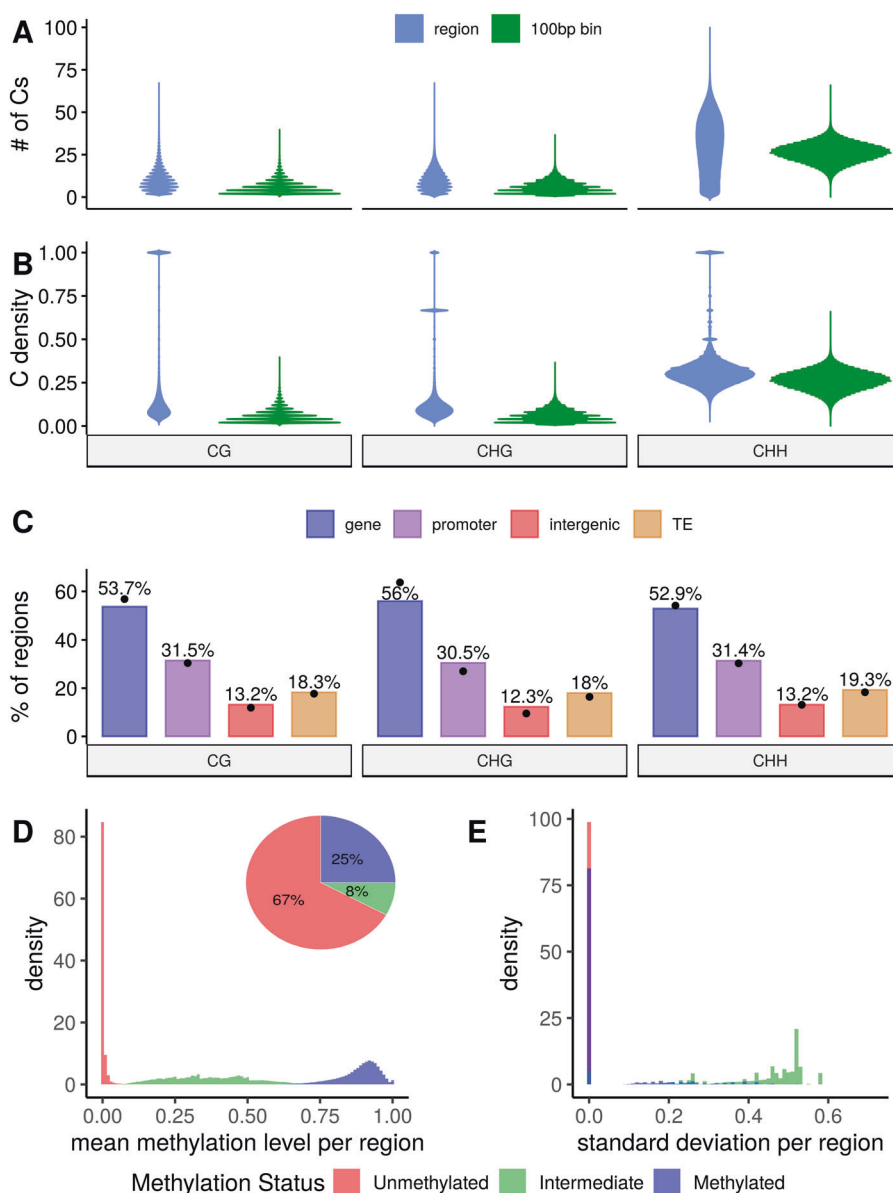 A
region 100bp bin
# of Cs
100
75
50
25
0
B
C density
1.00
0.75
0.50
0.25
0.00
CG CHG CHH
C
gene promoter intergenic TE
% of regions
60
40
20
0
53.7% 31.5% 13.2% 18.3%
56% 30.5% 12.3% 18%
52.9% 31.4% 13.2% 19.3%
CG CHG CHH
D
density
80
60
40
20
0
25%
8%
67%
0.00 0.25 0.50 0.75 1.00
mean methylation level per region
E
density
100
75
50
25
0
0.0 0.2 0.4 0.6
standard deviation per region
Methylation Status Unmethylated Intermediate Methylated